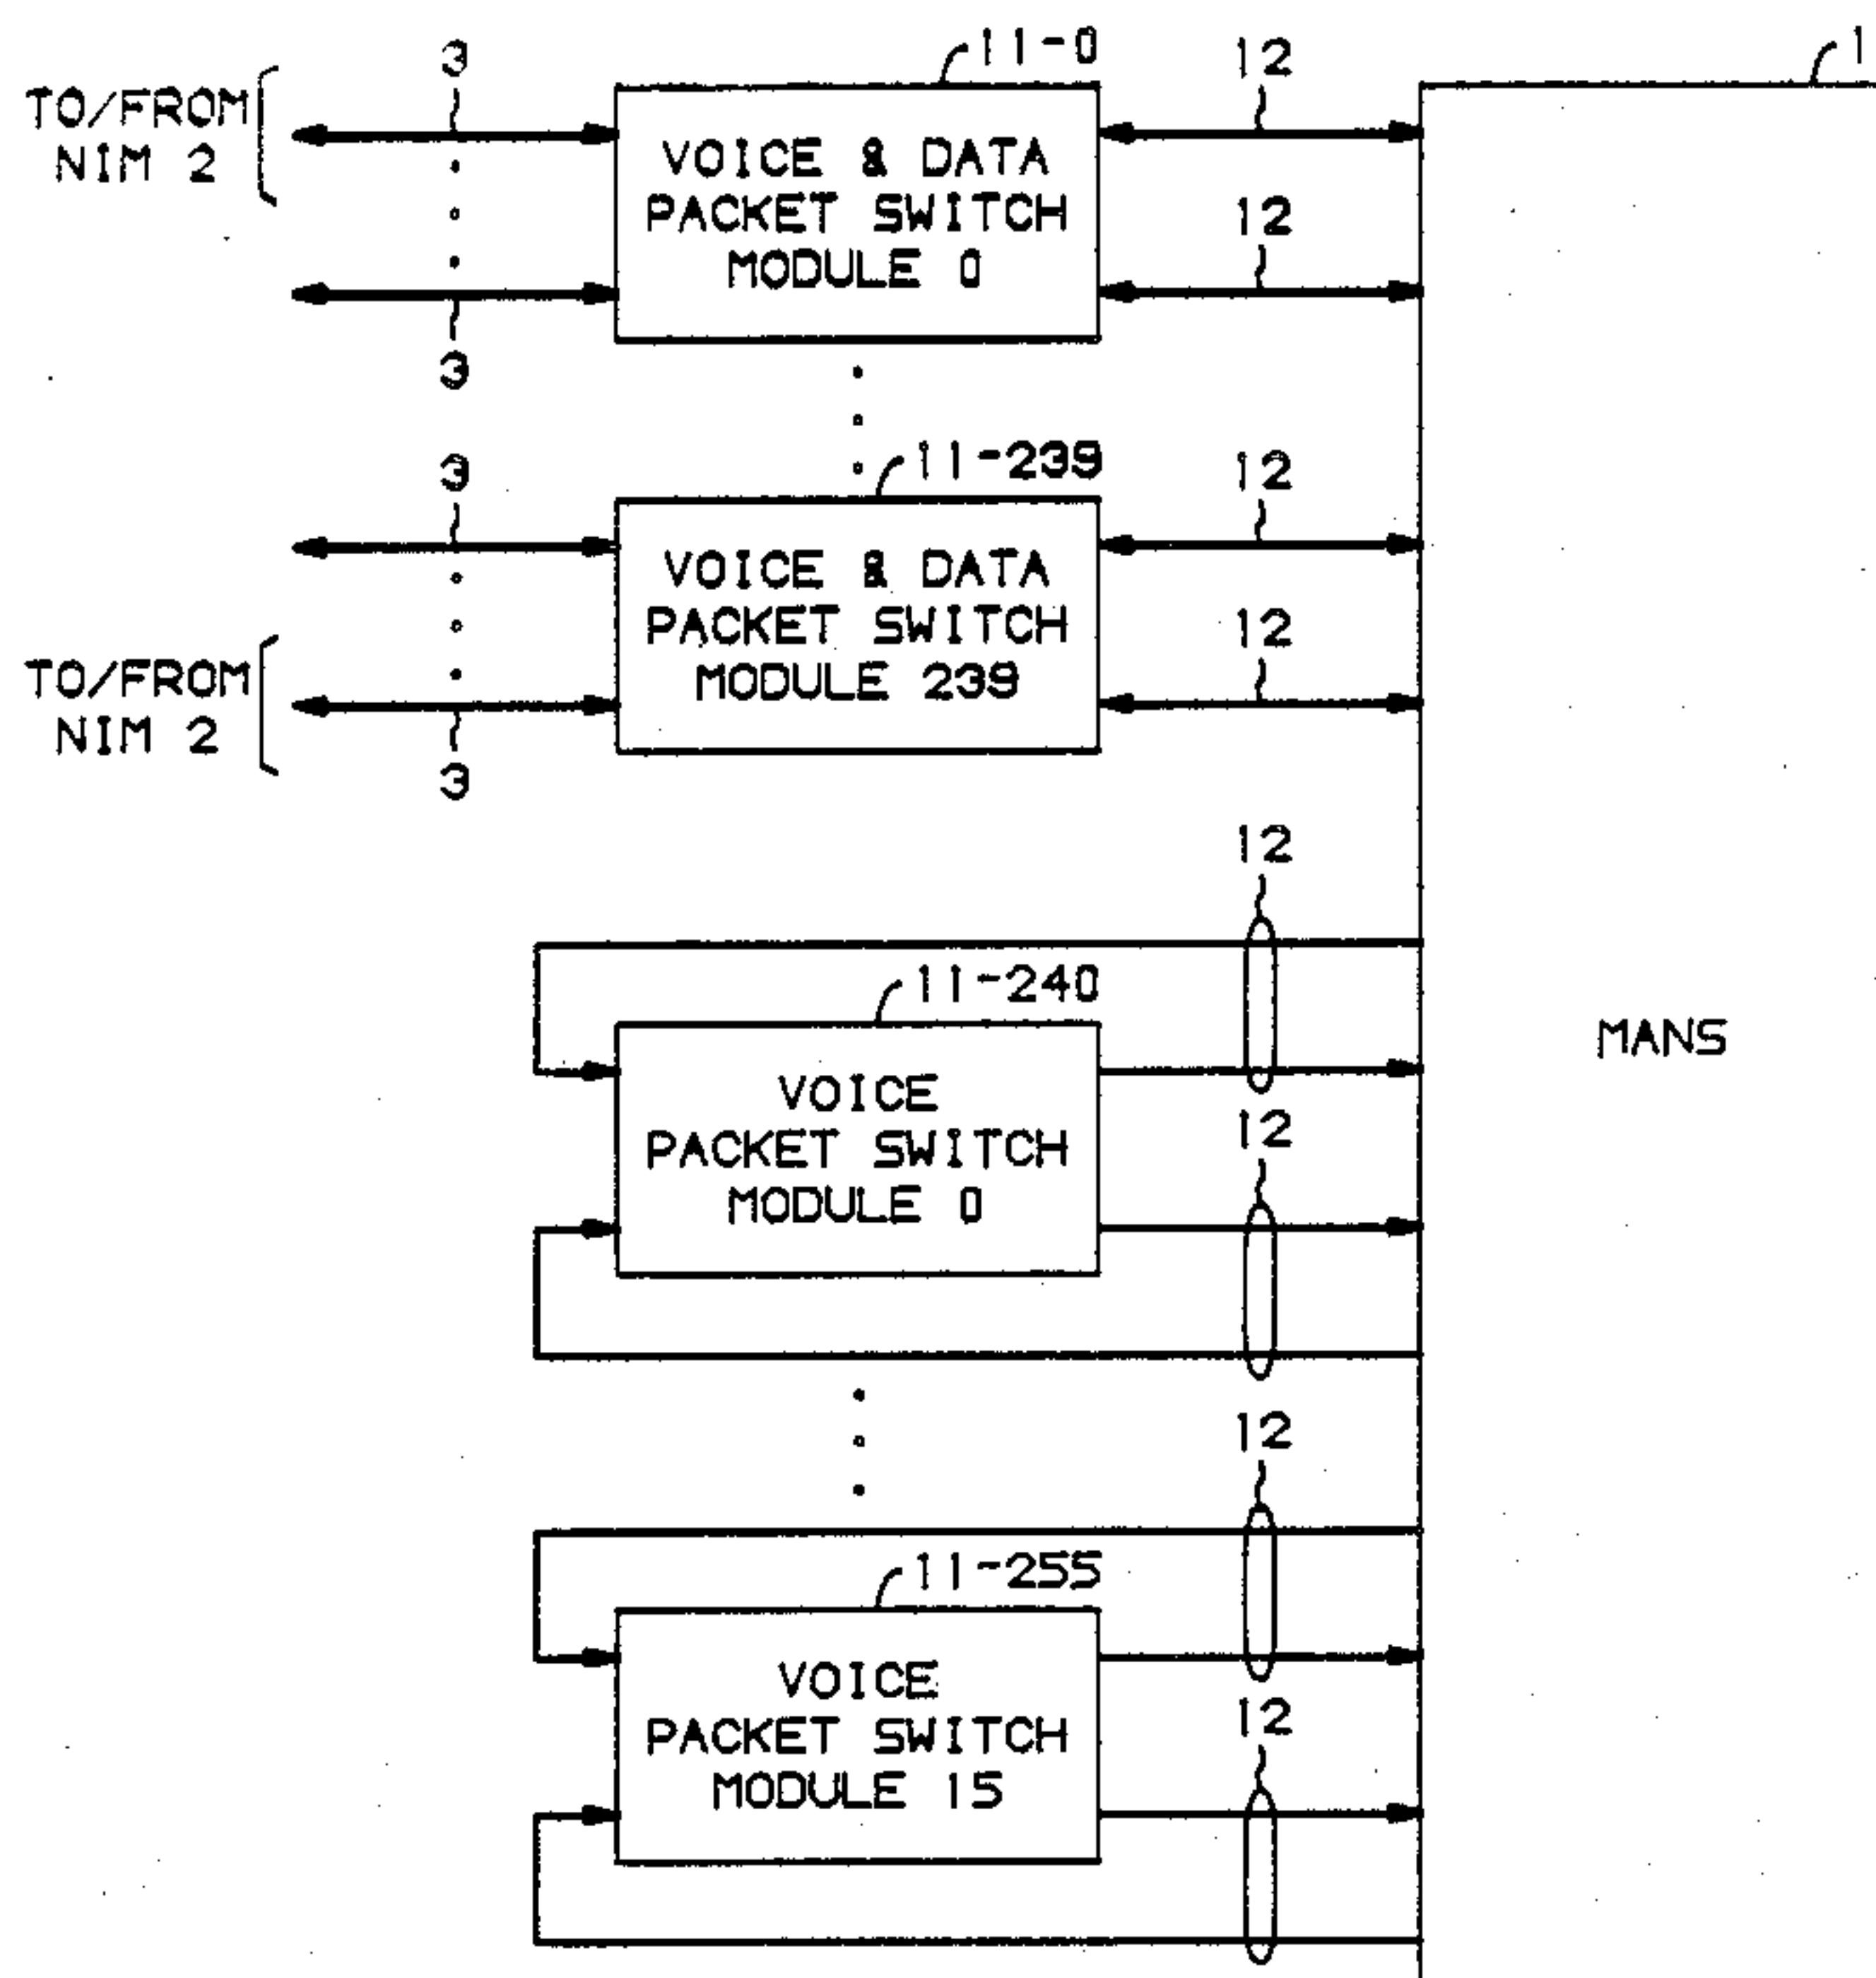 3
11-0
12
1
TO/FROM
NIM 2
VOICE & DATA
PACKET SWITCH
MODULE 0
12
3
3
11-239
12
VOICE & DATA
PACKET SWITCH
MODULE 239
12
TO/FROM
NIM 2
3
12
11-240
MANS
VOICE
PACKET SWITCH
MODULE 0
12
12
11-255
VOICE
PACKET SWITCH
MODULE 15
12